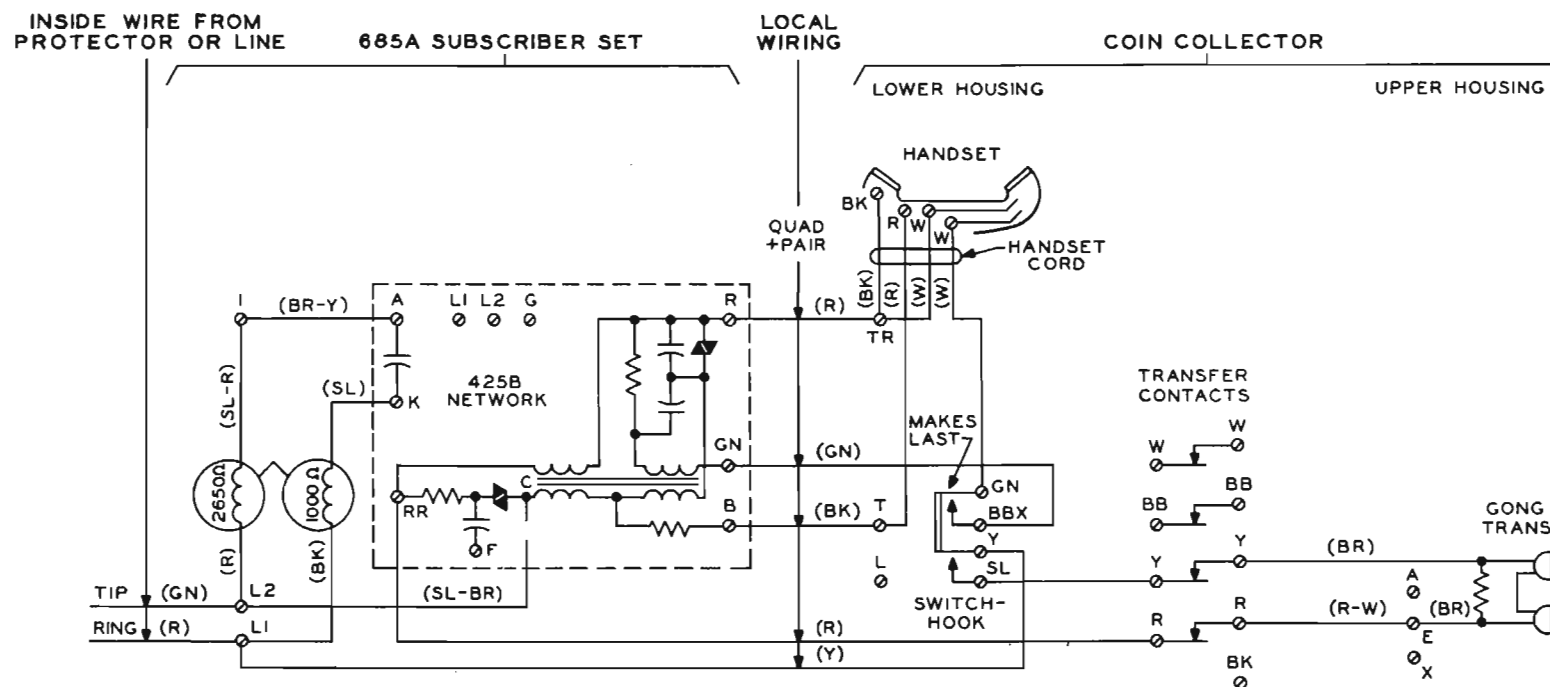 INSIDE WIRE FROM
PROTECTOR OR LINE
685A SUBSCRIBER SET
LOCAL
WIRING
COIN COLLECTOR
LOWER HOUSING
UPPER HOUSING
HANDSET
BK
R
W
W
QUAD
+PAIR
HANDSET
CORD
(BK)
(R)
(W)
(W)
I
(BR-Y)
A
L1
L2
G
R
(R)
TR
425B
NETWORK
(SL-R)
(SL)
K
TRANSFER
CONTACTS
MAKES
LAST
W
W
GN
(GN)
2650Ω
1000Ω
C
GN
BB
BB
RR
B
(BK)
T
BBX
GONG
TRANS
F
Y
Y
Y
(BR)
(R)
(BK)
L
SL
A
TIP
(GN)
L2
(SL-BR)
SWITCH-
HOOK
R
R
(R-W)
(BR)
RING
(R)
L1
(R)
E
(Y)
BK
X